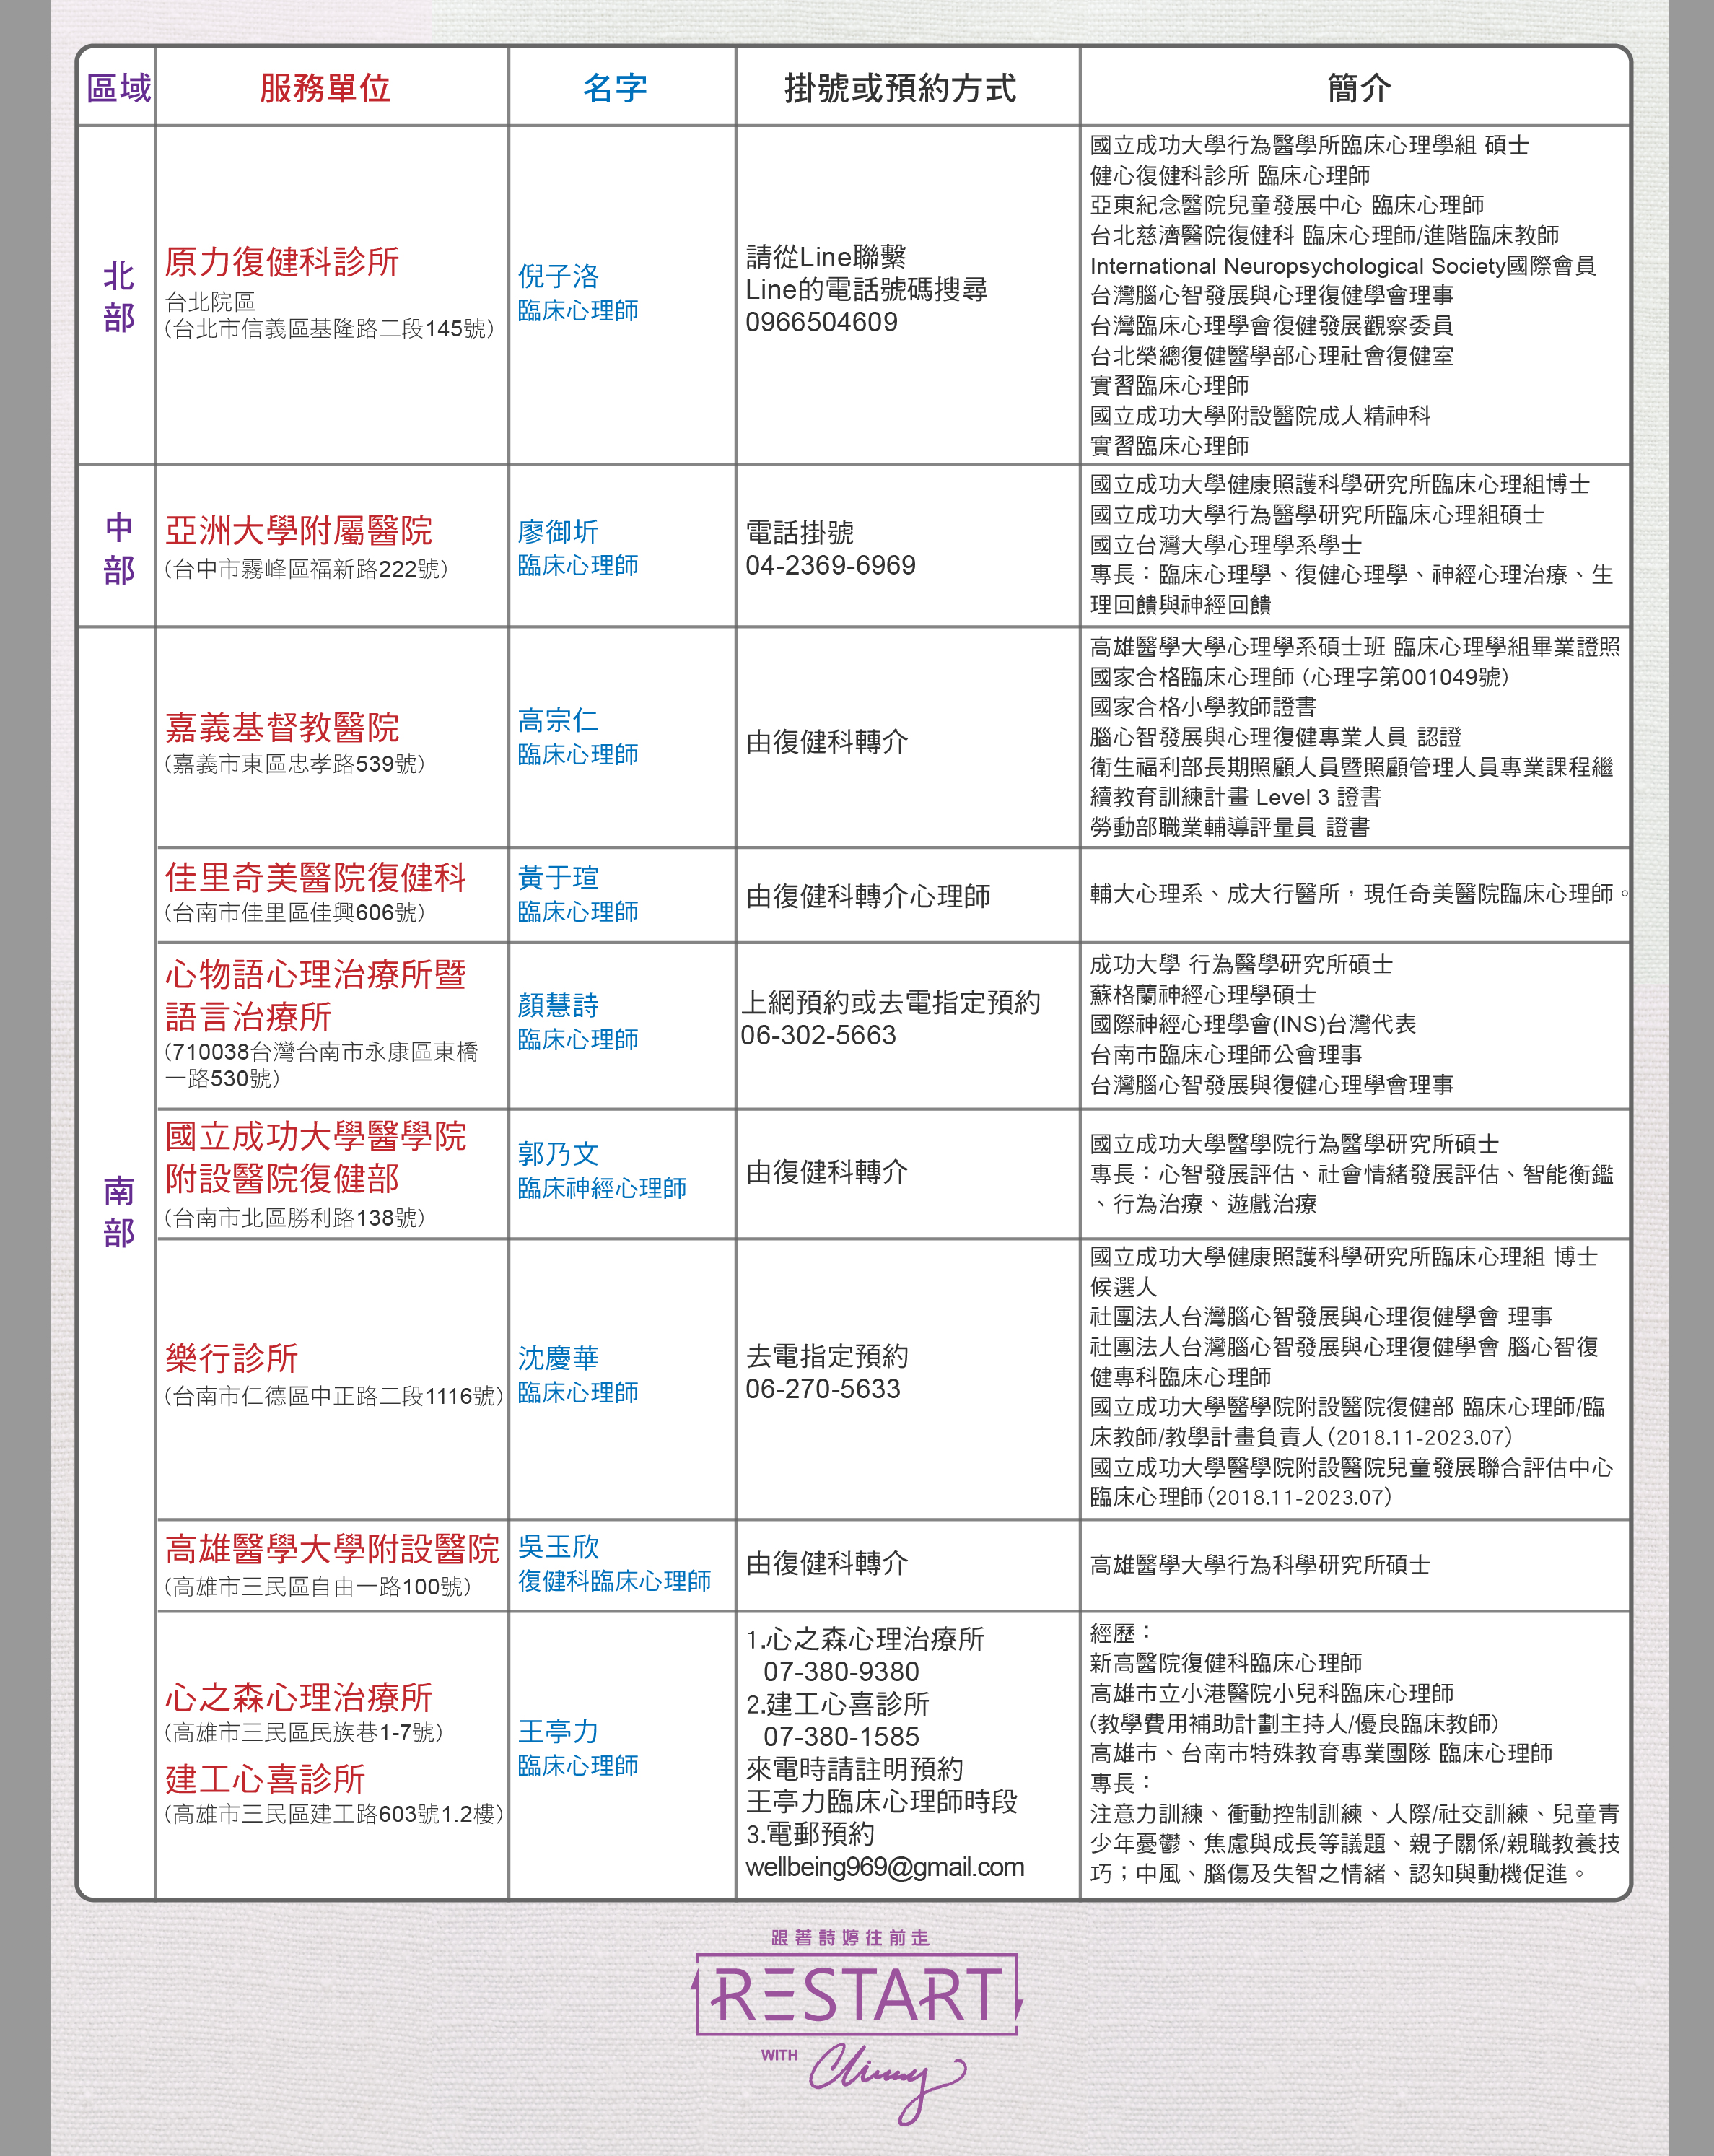 區域 服務單位 名字 掛號或預約方式 簡介
北
部
原力復健科診所
台北院區
(台北市信義區基隆路二段145號)
倪子洛
臨床心理師
請從Line聯繫
Line的電話號碼搜尋
0966504609
國立成功大學行為醫學所臨床心理學組 碩士
健心復健科診所 臨床心理師
亞東紀念醫院兒童發展中心 臨床心理師
台北慈濟醫院復健科 臨床心理師/進階臨床教師
International Neuropsychological Society國際會員
台灣腦心智發展與心理復健學會理事
台灣臨床心理學會復健發展觀察委員
台北榮總復健醫學部心理社會復健室
實習臨床心理師
國立成功大學附設醫院成人精神科
實習臨床心理師
中
部
亞洲大學附屬醫院
(台中市霧峰區福新路222號)
廖御圻
臨床心理師
電話掛號
04-2369-6969
國立成功大學健康照護科學研究所臨床心理組博士
國立成功大學行為醫學研究所臨床心理組碩士
國立台灣大學心理學系學士
專長：臨床心理學、復健心理學、神經心理治療、生
理回饋與神經回饋
南
部
嘉義基督教醫院
(嘉義市東區忠孝路539號)
高宗仁
臨床心理師
由復健科轉介
高雄醫學大學心理學系碩士班 臨床心理學組畢業證照
國家合格臨床心理師 (心理字第001049號)
國家合格小學教師證書
腦心智發展與心理復健專業人員 認證
衛生福利部長期照顧人員暨照顧管理人員專業課程繼
續教育訓練計畫 Level 3 證書
勞動部職業輔導評量員 證書
佳里奇美醫院復健科
(台南市佳里區佳興606號)
黃于瑄
臨床心理師
由復健科轉介心理師
輔大心理系、成大行醫所，現任奇美醫院臨床心理師。
心物語心理治療所暨
語言治療所
(710038台灣台南市永康區東橋
一路530號)
顏慧詩
臨床心理師
上網預約或去電指定預約
06-302-5663
成功大學 行為醫學研究所碩士
蘇格蘭神經心理學碩士
國際神經心理學會(INS)台灣代表
台南市臨床心理師公會理事
台灣腦心智發展與復健心理學會理事
國立成功大學醫學院
附設醫院復健部
(台南市北區勝利路138號)
郭乃文
臨床神經心理師
由復健科轉介
國立成功大學醫學院行為醫學研究所碩士
專長：心智發展評估、社會情緒發展評估、智能衡鑑
、行為治療、遊戲治療
樂行診所
(台南市仁德區中正路二段1116號)
沈慶華
臨床心理師
去電指定預約
06-270-5633
國立成功大學健康照護科學研究所臨床心理組 博士
候選人
社團法人台灣腦心智發展與心理復健學會 理事
社團法人台灣腦心智發展與心理復健學會 腦心智復
健專科臨床心理師
國立成功大學醫學院附設醫院復健部 臨床心理師/臨
床教師/教學計畫負責人(2018.11-2023.07)
國立成功大學醫學院附設醫院兒童發展聯合評估中心
臨床心理師(2018.11-2023.07)
高雄醫學大學附設醫院
(高雄市三民區自由一路100號)
吳玉欣
復健科臨床心理師
由復健科轉介
高雄醫學大學行為科學研究所碩士
心之森心理治療所
(高雄市三民區民族巷1-7號)
建工心喜診所
(高雄市三民區建工路603號1.2樓)
王亭力
臨床心理師
1.心之森心理治療所
07-380-9380
2.建工心喜診所
07-380-1585
來電時請註明預約
王亭力臨床心理師時段
3.電郵預約
wellbeing969@gmail.com
經歷：
新高醫院復健科臨床心理師
高雄市立小港醫院小兒科臨床心理師
(教學費用補助計劃主持人/優良臨床教師)
高雄市、台南市特殊教育專業團隊 臨床心理師
專長：
注意力訓練、衝動控制訓練、人際/社交訓練、兒童青
少年憂鬱、焦慮與成長等議題、親子關係/親職教養技
巧；中風、腦傷及失智之情緒、認知與動機促進。
跟著詩婷往前走
RESTART
WITH